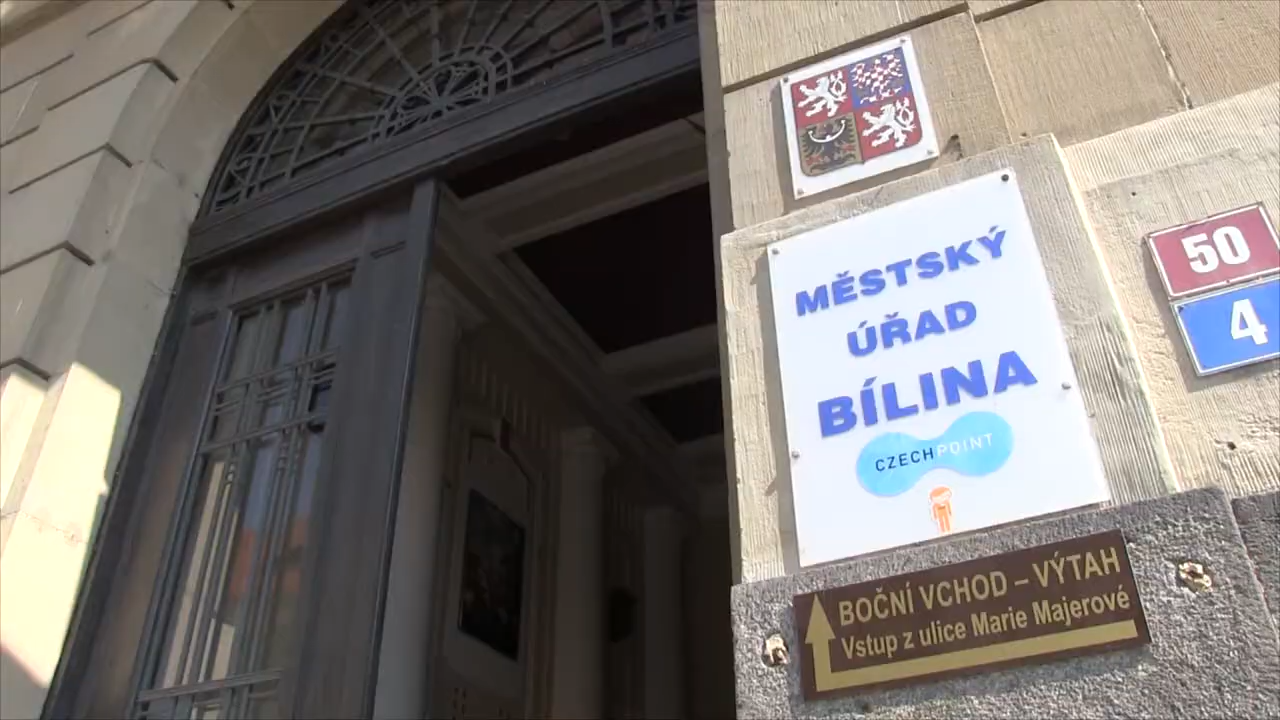 MĚSTSKÝ
ÚŘAD
BÍLINA
CZECHPOINT
50
4
BOČNÍ VCHOD – VÝTAH
Vstup z ulice Marie Majerové